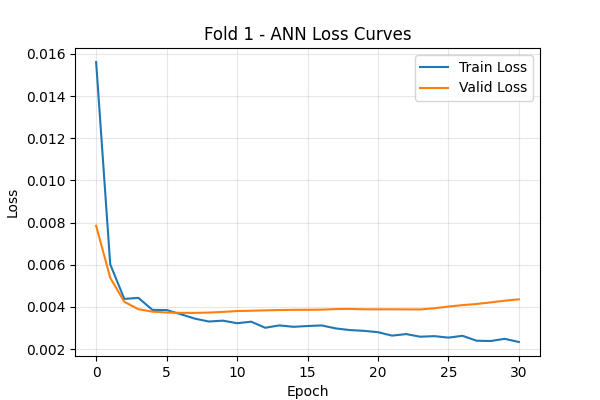 Fold 1 - ANN Loss Curves
Train Loss
Valid Loss
Loss
0.016
0.014
0.012
0.010
0.008
0.006
0.004
0.002
0 5 10 15 20 25 30
Epoch